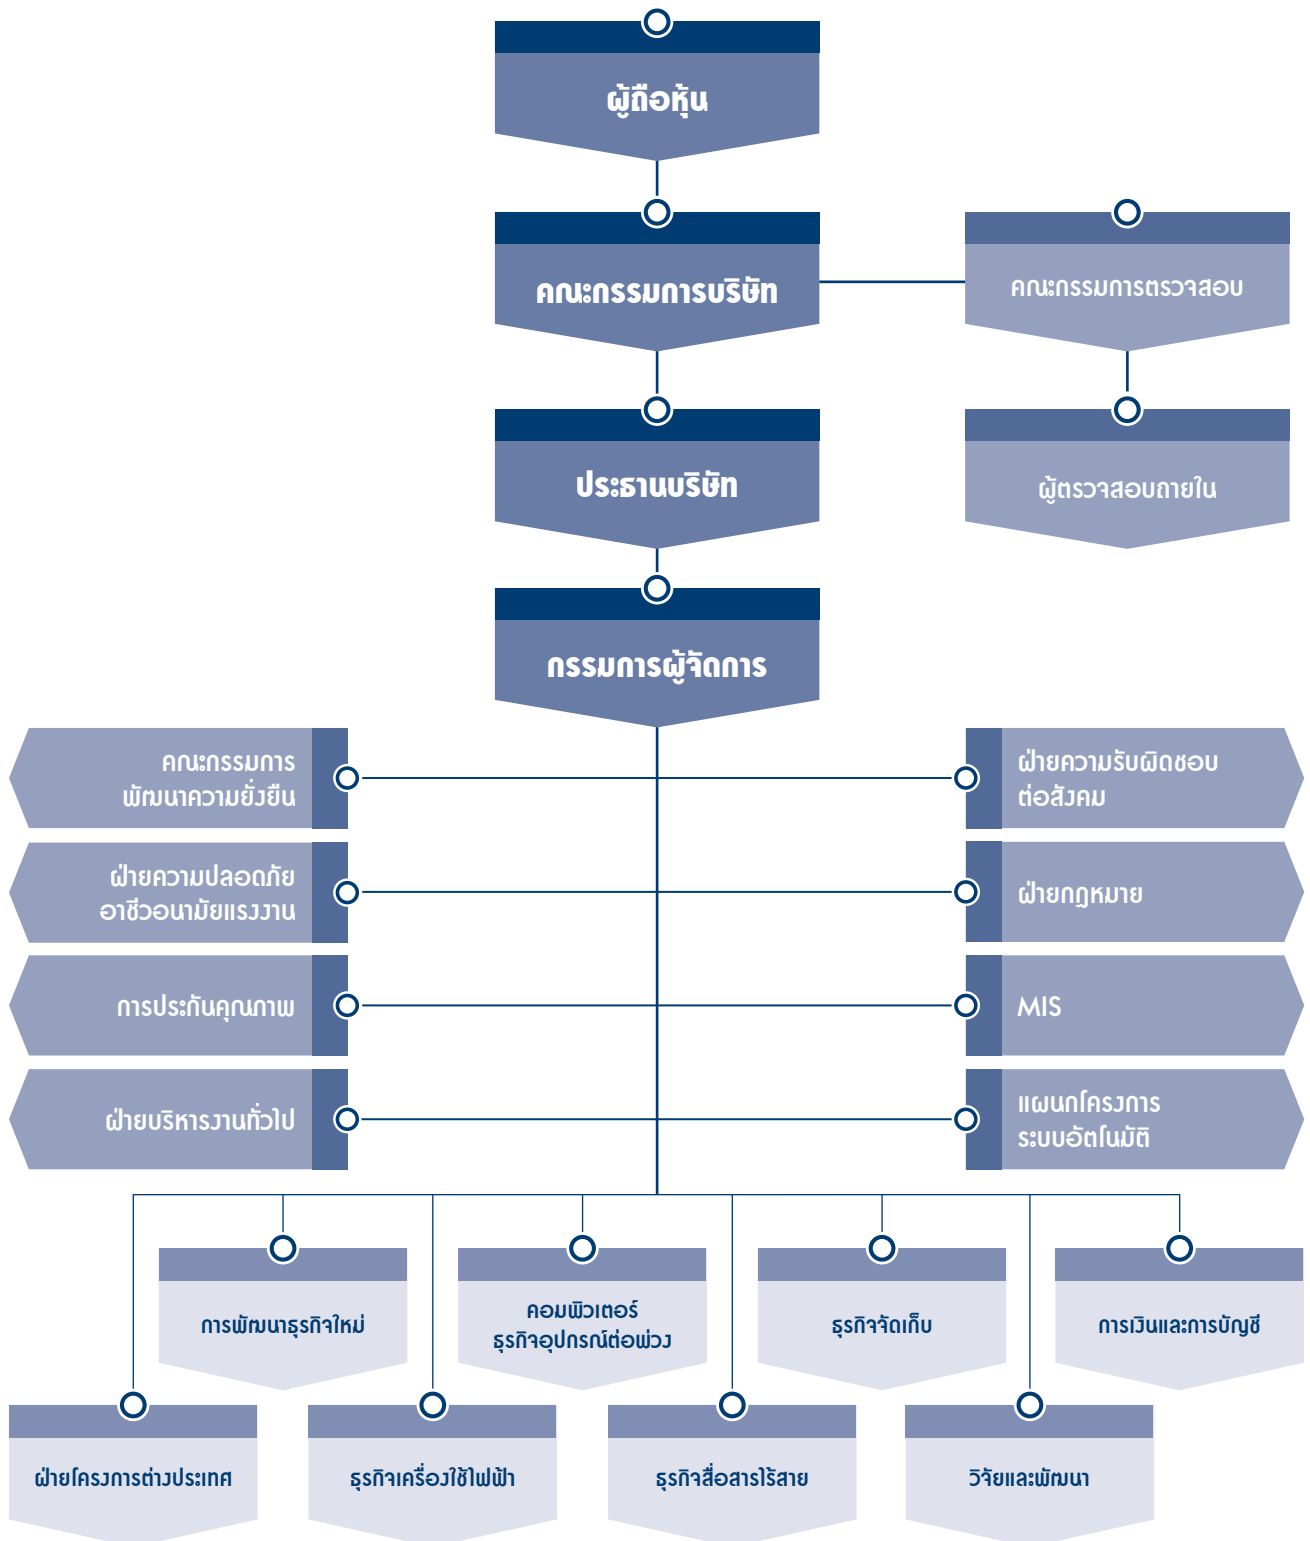 ผู้ถือหุ้น
คณะกรรมการบริษัท
คณะกรรมการตรวจสอบ
ประธานบริษัท
ผู้ตรวจสอบภายใน
กรรมการผู้จัดการ
คณะกรรมการ
พัฒนาความยั่งยืน
ฝ่ายความรับผิดชอบ
ต่อสังคม
ฝ่ายความปลอดภัย
อาชีวอนามัยแรงงาน
ฝ่ายกฎหมาย
การประกันคุณภาพ
MIS
ฝ่ายบริหารงานทั่วไป
แผนกโครงการ
ระบบอัตโนมัติ
การพัฒนาธุรกิจใหม่
คอมพิวเตอร์
ธุรกิจอุปกรณ์ต่อพ่วง
ธุรกิจจัดเก็บ
การเงินและการบัญชี
ฝ่ายโครงการต่างประเทศ
ธุรกิจเครื่องใช้ไฟฟ้า
ธุรกิจสื่อสารไร้สาย
วิจัยและพัฒนา